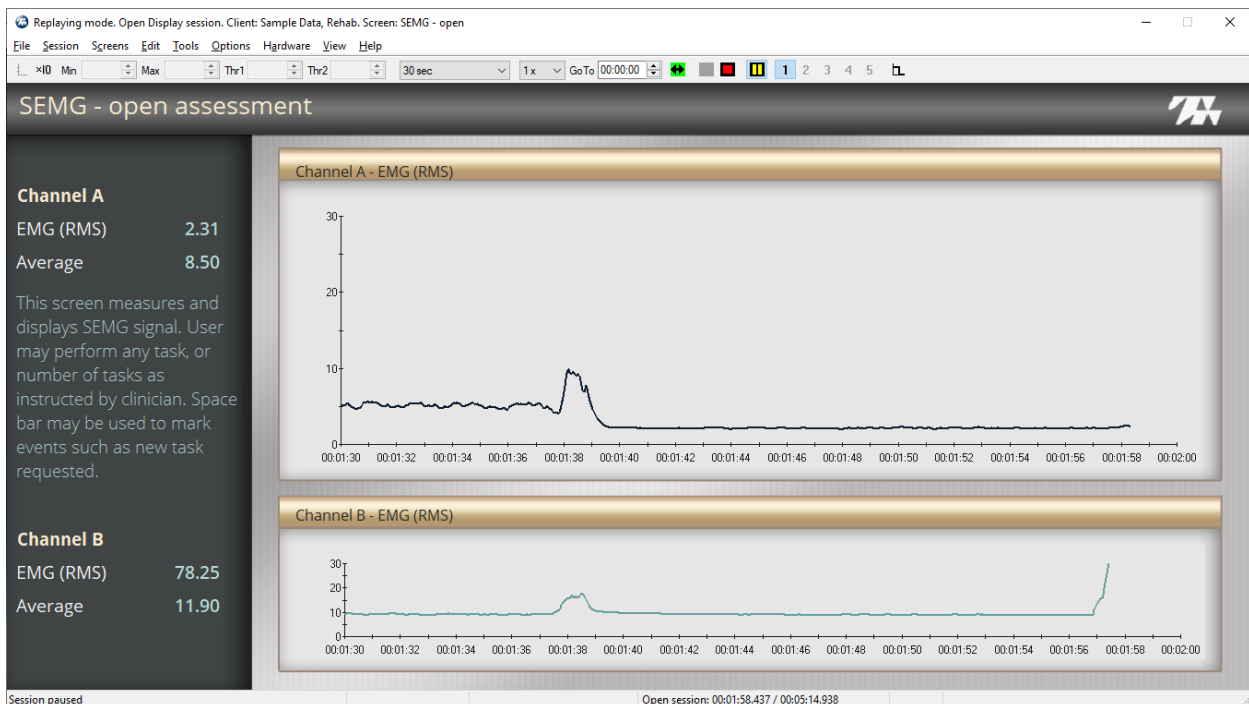 Replaying mode. Open Display session. Client: Sample Data, Rehab. Screen: SEMG - open
File Session Screens Edit Tools Options Hardware View Help
×10 Min Max Thr1 Thr2 30 sec 1 x GoTo 00:00:00 1 2 3 4 5
SEMG - open assessment
Channel A
EMG (RMS) 2.31
Average 8.50
This screen measures and
displays SEMG signal. User
may perform any task, or
number of tasks as
instructed by clinician. Space
bar may be used to mark
events such as new task
requested.
Channel B
EMG (RMS) 78.25
Average 11.90
Channel A - EMG (RMS)
30
20
10
0
00:01:30 00:01:32 00:01:34 00:01:36 00:01:38 00:01:40 00:01:42 00:01:44 00:01:46 00:01:48 00:01:50 00:01:52 00:01:54 00:01:56 00:01:58 00:02:00
Channel B - EMG (RMS)
30
20
10
0
00:01:30 00:01:32 00:01:34 00:01:36 00:01:38 00:01:40 00:01:42 00:01:44 00:01:46 00:01:48 00:01:50 00:01:52 00:01:54 00:01:56 00:01:58 00:02:00
Session paused Open session: 00:01:58.437 / 00:05:14.938